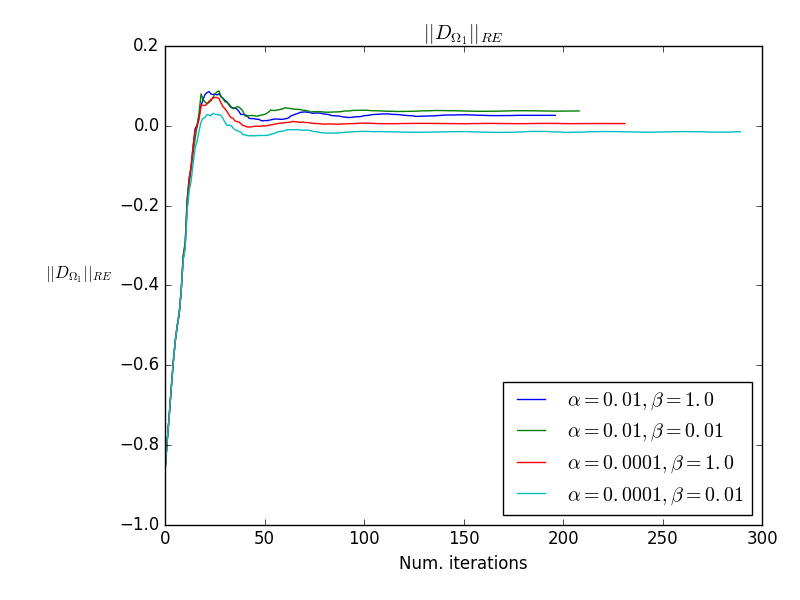 ||D_{Ω_1}||_{RE}
0.2
0.0
−0.2
−0.4
−0.6
−0.8
−1.0
||D_{Ω_1}||_{RE}
α = 0.01, β = 1.0
α = 0.01, β = 0.01
α = 0.0001, β = 1.0
α = 0.0001, β = 0.01
0 50 100 150 200 250 300
Num. iterations